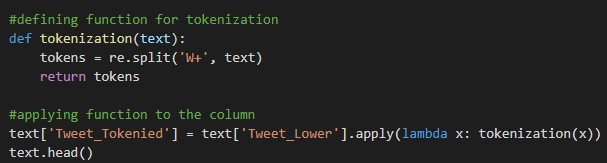 #defining function for tokenization
def tokenization(text):
    tokens = re.split('W+', text)
    return tokens

#applying function to the column
text['Tweet_Tokenied'] = text['Tweet_Lower'].apply(lambda x: tokenization(x))
text.head()